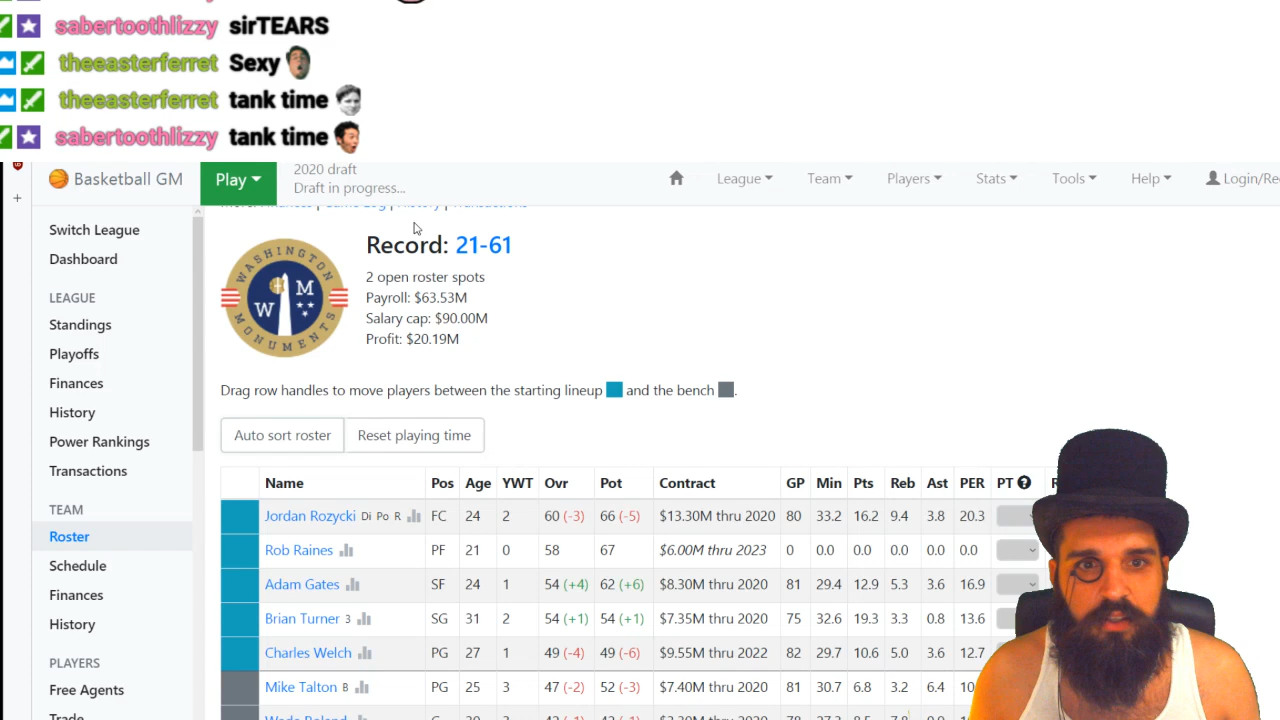 sabertoothlizzy sirTEARS
theeasterferret Sexy
theeasterferret tank time
sabertoothlizzy tank time
Basketball GM
Play
2020 draft
Draft in progress...
League
Team
Players
Stats
Tools
Help
Login/Re
Switch League
Dashboard
LEAGUE
Standings
Playoffs
Finances
History
Power Rankings
Transactions
TEAM
Roster
Schedule
Finances
History
PLAYERS
Free Agents
Trade
WASHINGTON
W M
MONUMENTS
Record: 21-61
2 open roster spots
Payroll: $63.53M
Salary cap: $90.00M
Profit: $20.19M
Drag row handles to move players between the starting lineup and the bench .
Auto sort roster
Reset playing time
Name Pos Age YWT Ovr Pot Contract GP Min Pts Reb Ast PER PT
Jordan Rozycki Di Po R FC 24 2 60 (-3) 66 (-5) $13.30M thru 2020 80 33.2 16.2 9.4 3.8 20.3
Rob Raines PF 21 0 58 67 $6.00M thru 2023 0 0.0 0.0 0.0 0.0 0.0
Adam Gates SF 24 1 54 (+4) 62 (+6) $8.30M thru 2020 81 29.4 12.9 5.3 3.6 16.9
Brian Turner 3 SG 31 2 54 (+1) 54 (+1) $7.35M thru 2020 75 32.6 19.3 3.3 0.8 13.6
Charles Welch PG 27 1 49 (-4) 49 (-6) $9.55M thru 2022 82 29.7 10.6 5.0 3.6 12.7
Mike Talton B PG 25 3 47 (-2) 52 (-3) $7.40M thru 2020 81 30.7 6.8 3.2 6.4 10